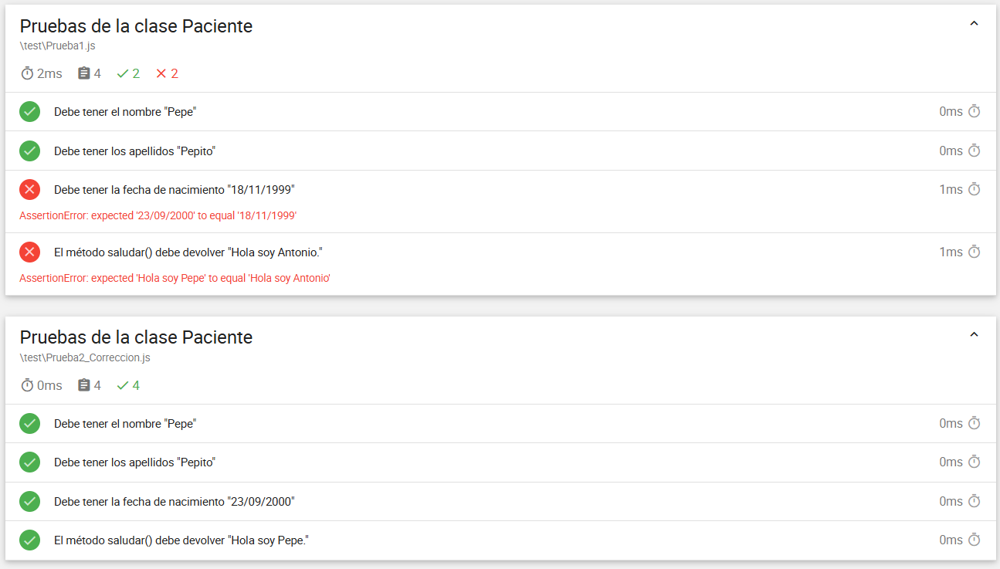 Pruebas de la clase Paciente
\test\Prueba1.js
2ms 4 2 2
Debe tener el nombre "Pepe" 0ms
Debe tener los apellidos "Pepito" 0ms
Debe tener la fecha de nacimiento "18/11/1999" 1ms
AssertionError: expected '23/09/2000' to equal '18/11/1999'
El método saludar() debe devolver "Hola soy Antonio." 1ms
AssertionError: expected 'Hola soy Pepe' to equal 'Hola soy Antonio'
Pruebas de la clase Paciente
\test\Prueba2_Correccion.js
0ms 4 4
Debe tener el nombre "Pepe" 0ms
Debe tener los apellidos "Pepito" 0ms
Debe tener la fecha de nacimiento "23/09/2000" 0ms
El método saludar() debe devolver "Hola soy Pepe." 0ms